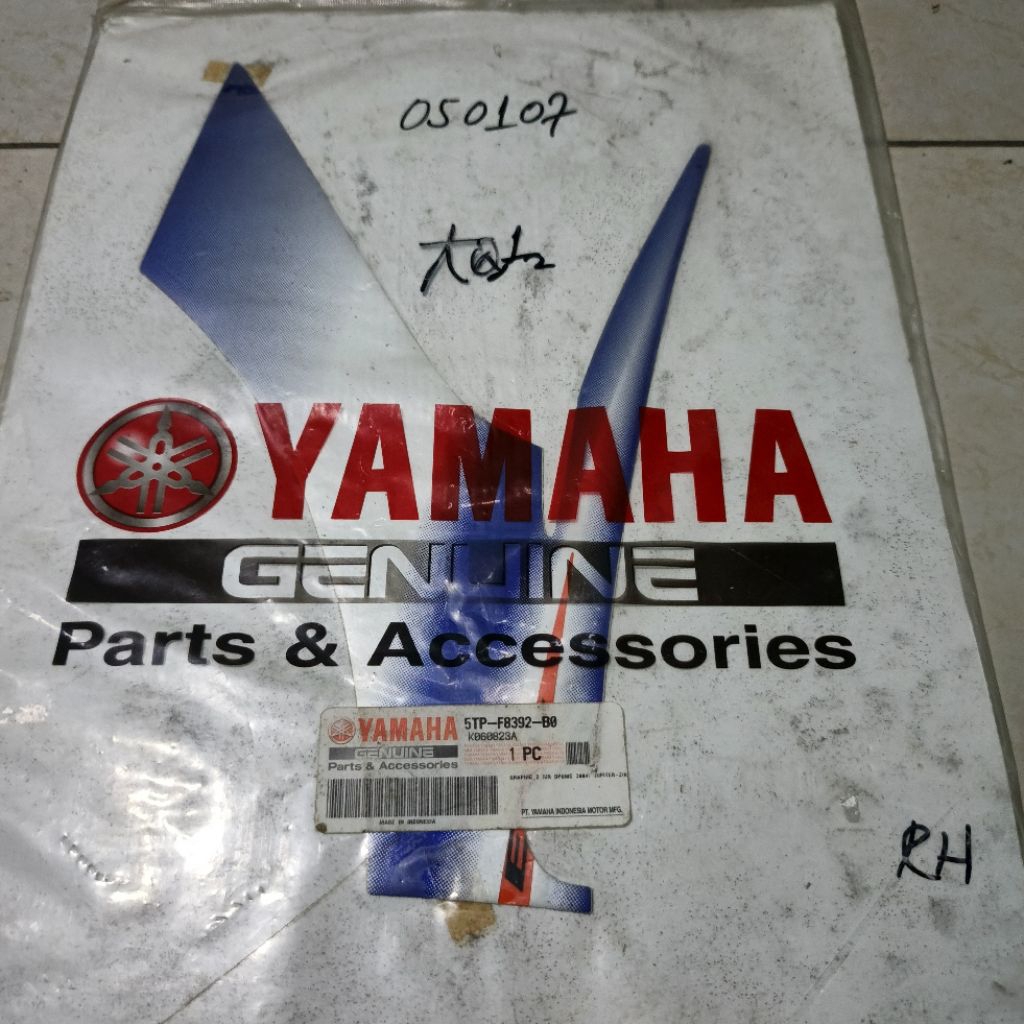 050107
YAMAHA
GENUINE
Parts & Accessories
YAMAHA
GENUINE
Parts & Accessories
5TP-F8392-B0
K060823A
1 PC
MADE IN INDONESIA
PT. YAMAHA INDONESIA MOTOR MFG.
RH